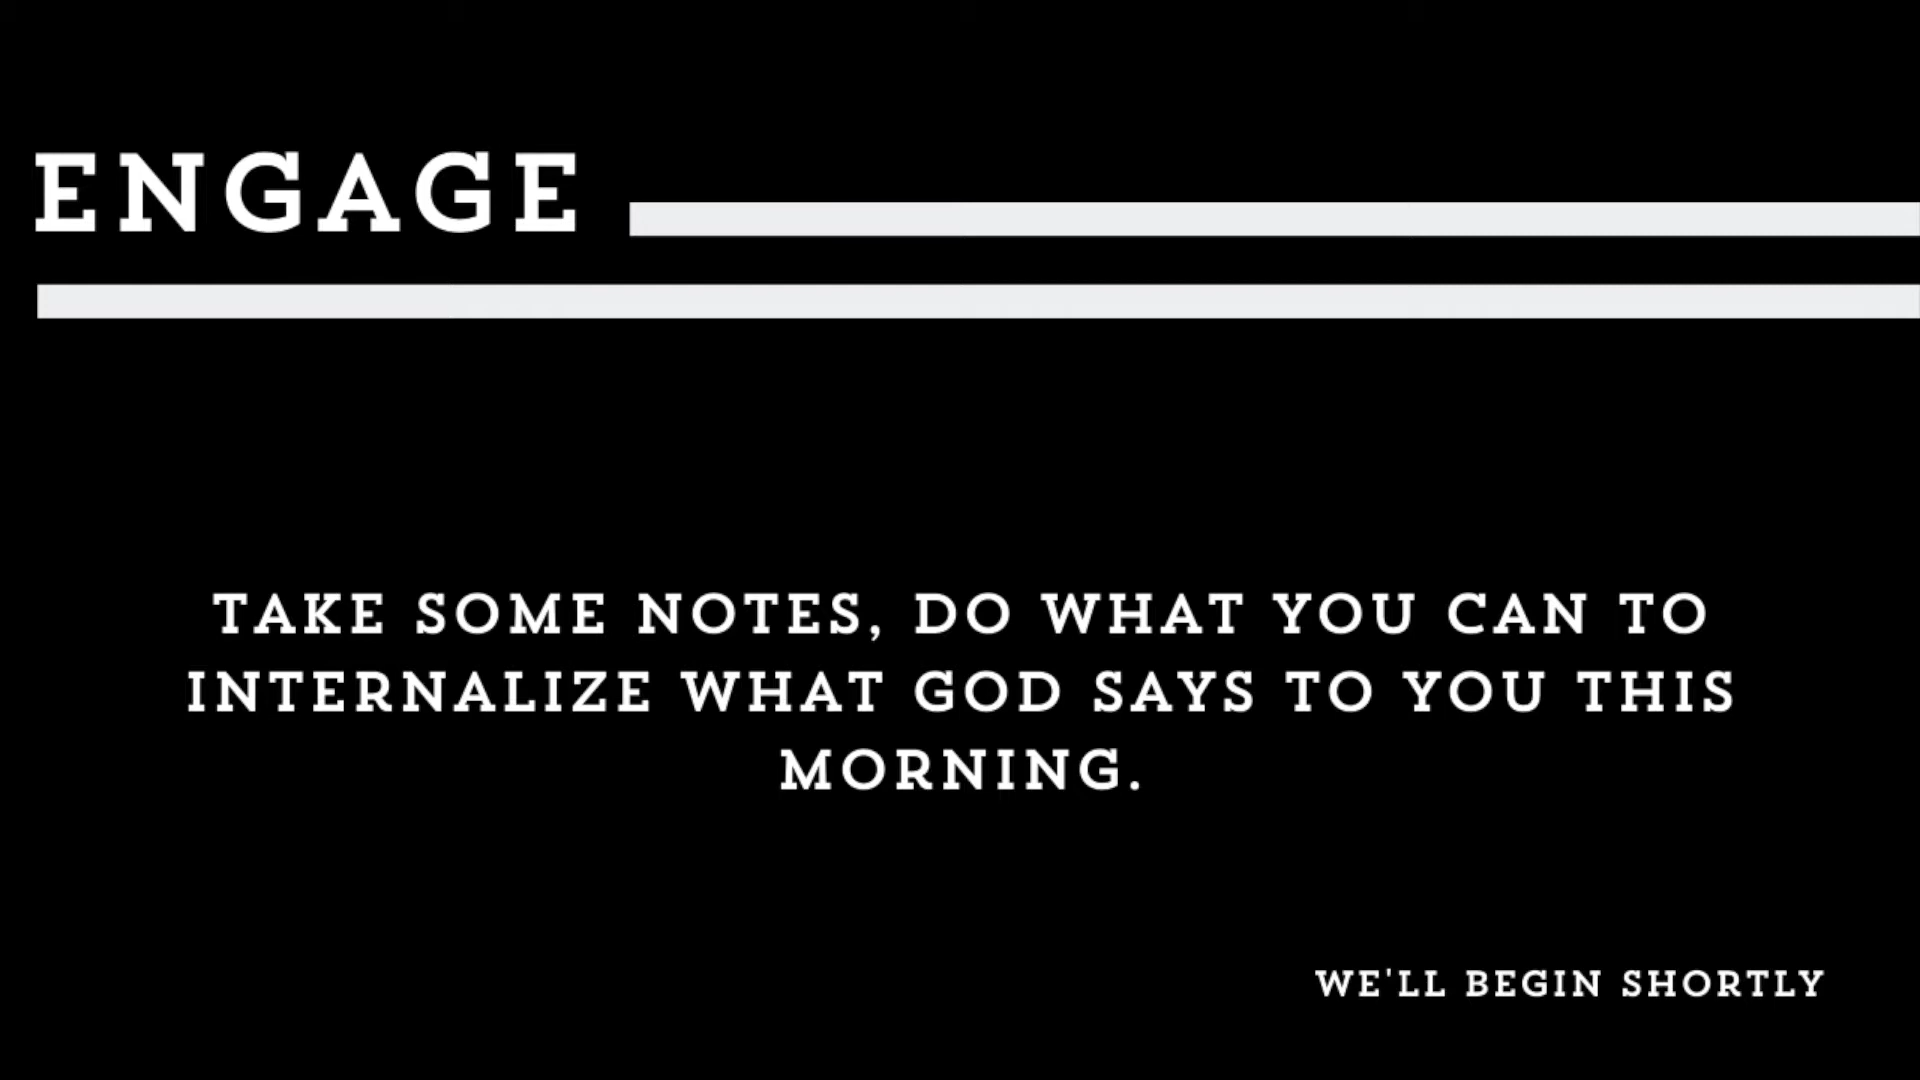 ENGAGE
TAKE SOME NOTES, DO WHAT YOU CAN TO
INTERNALIZE WHAT GOD SAYS TO YOU THIS
MORNING.
WE'LL BEGIN SHORTLY